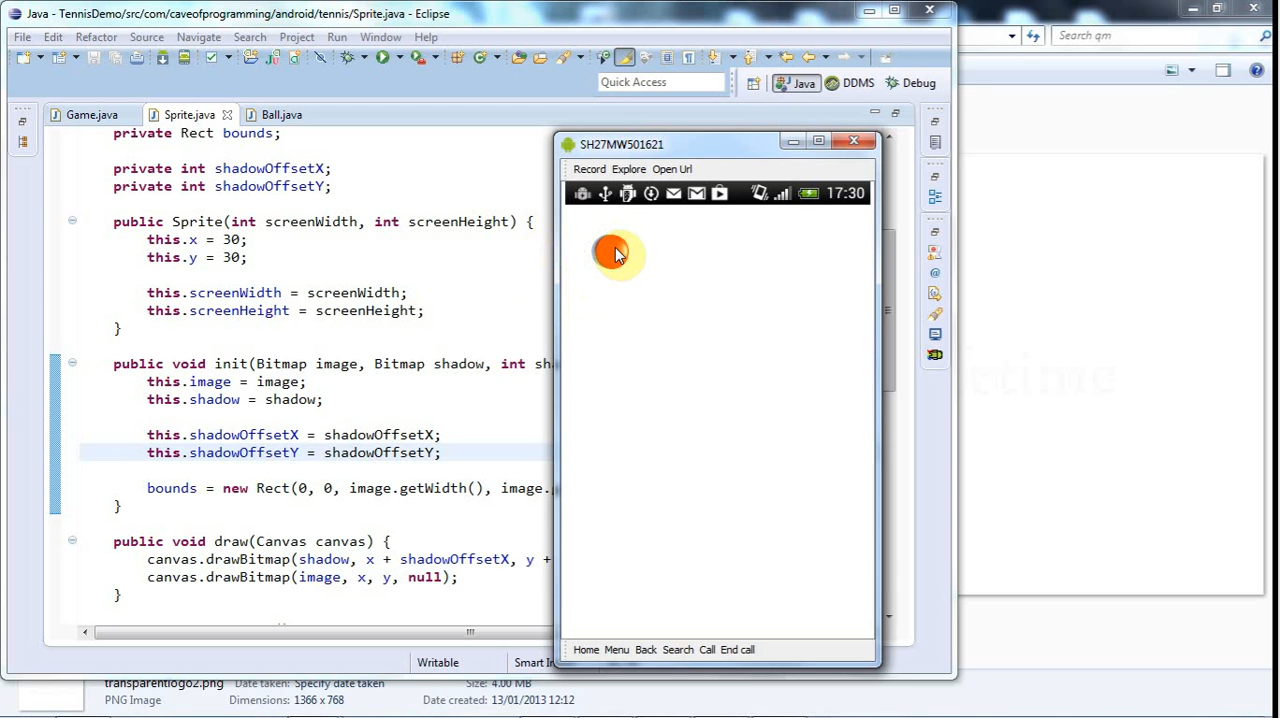 Java - TennisDemo/src/com/caveofprogramming/android/tennis/Sprite.java - Eclipse
File Edit Refactor Source Navigate Search Project Run Window Help
Search qm
Quick Access
Java
DDMS
Debug
Game.java
Sprite.java
Ball.java
private Rect bounds;
private int shadowOffsetX;
private int shadowOffsetY;
public Sprite(int screenWidth, int screenHeight) {
this.x = 30;
this.y = 30;
this.screenWidth = screenWidth;
this.screenHeight = screenHeight;
}
public void init(Bitmap image, Bitmap shadow, int sha
this.image = image;
this.shadow = shadow;
this.shadowOffsetX = shadowOffsetX;
this.shadowOffsetY = shadowOffsetY;
bounds = new Rect(0, 0, image.getWidth(), image.
}
public void draw(Canvas canvas) {
canvas.drawBitmap(shadow, x + shadowOffsetX, y +
canvas.drawBitmap(image, x, y, null);
}
SH27MW501621
Record Explore Open Url
17:30
Home Menu Back Search Call End call
Writable
Smart In
transparentlogo2.png
PNG Image
Date taken: Specify date taken
Dimensions: 1366 x 768
Size: 4.00 MB
Date created: 13/01/2013 12:12